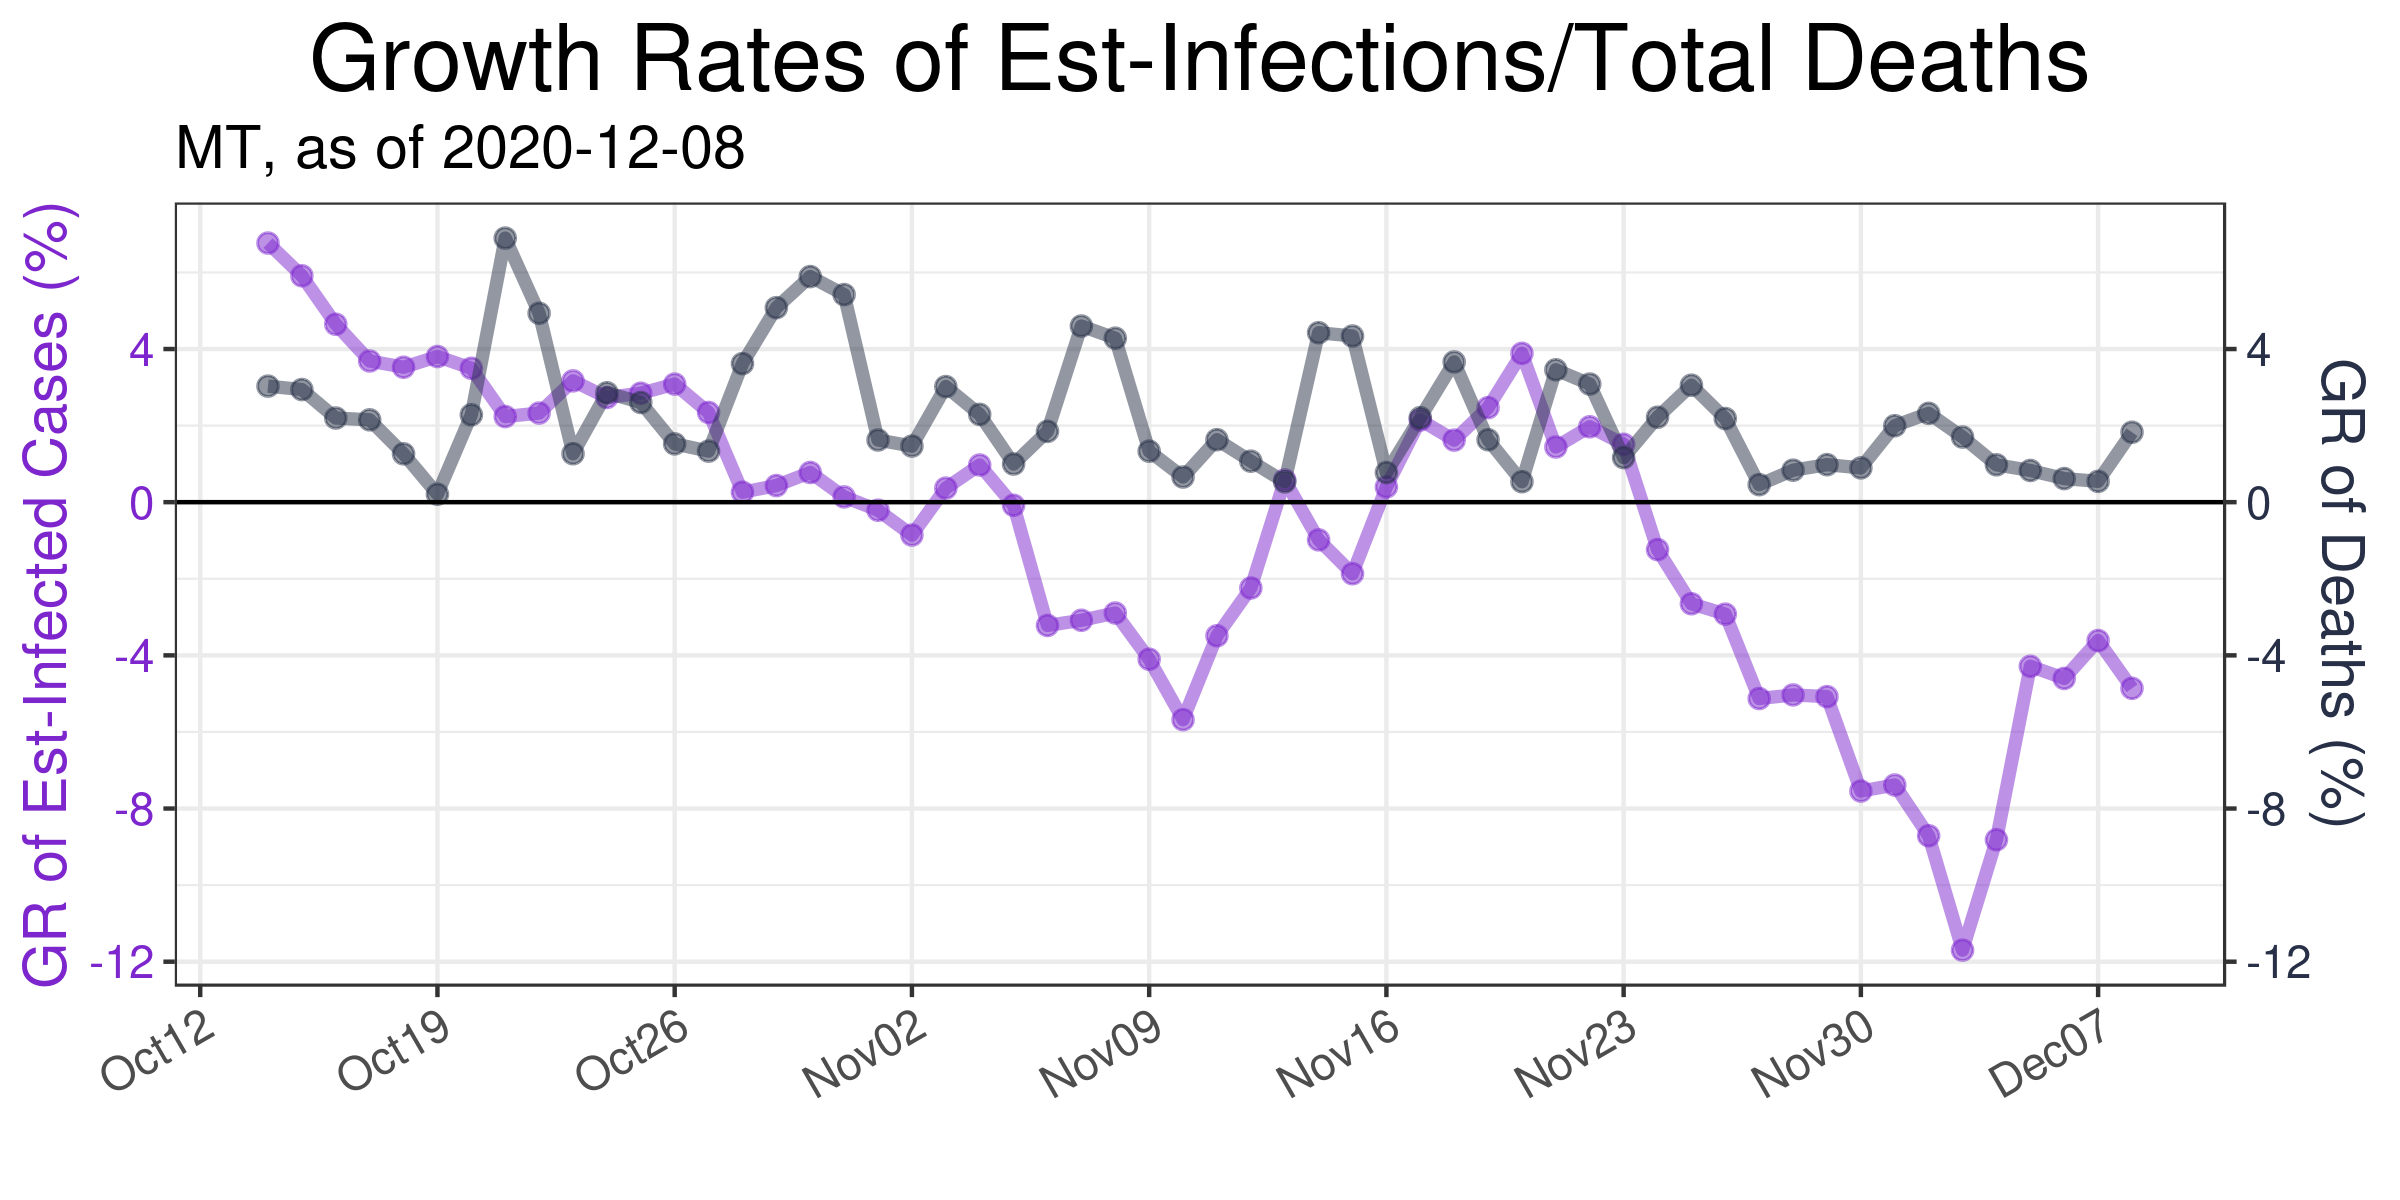 Growth Rates of Est-Infections/Total Deaths
MT, as of 2020-12-08
GR of Est-Infected Cases (%)
4
0
-4
-8
-12
4
0
-4
-8
-12
GR of Deaths (%)
Oct12
Oct19
Oct26
Nov02
Nov09
Nov16
Nov23
Nov30
Dec07